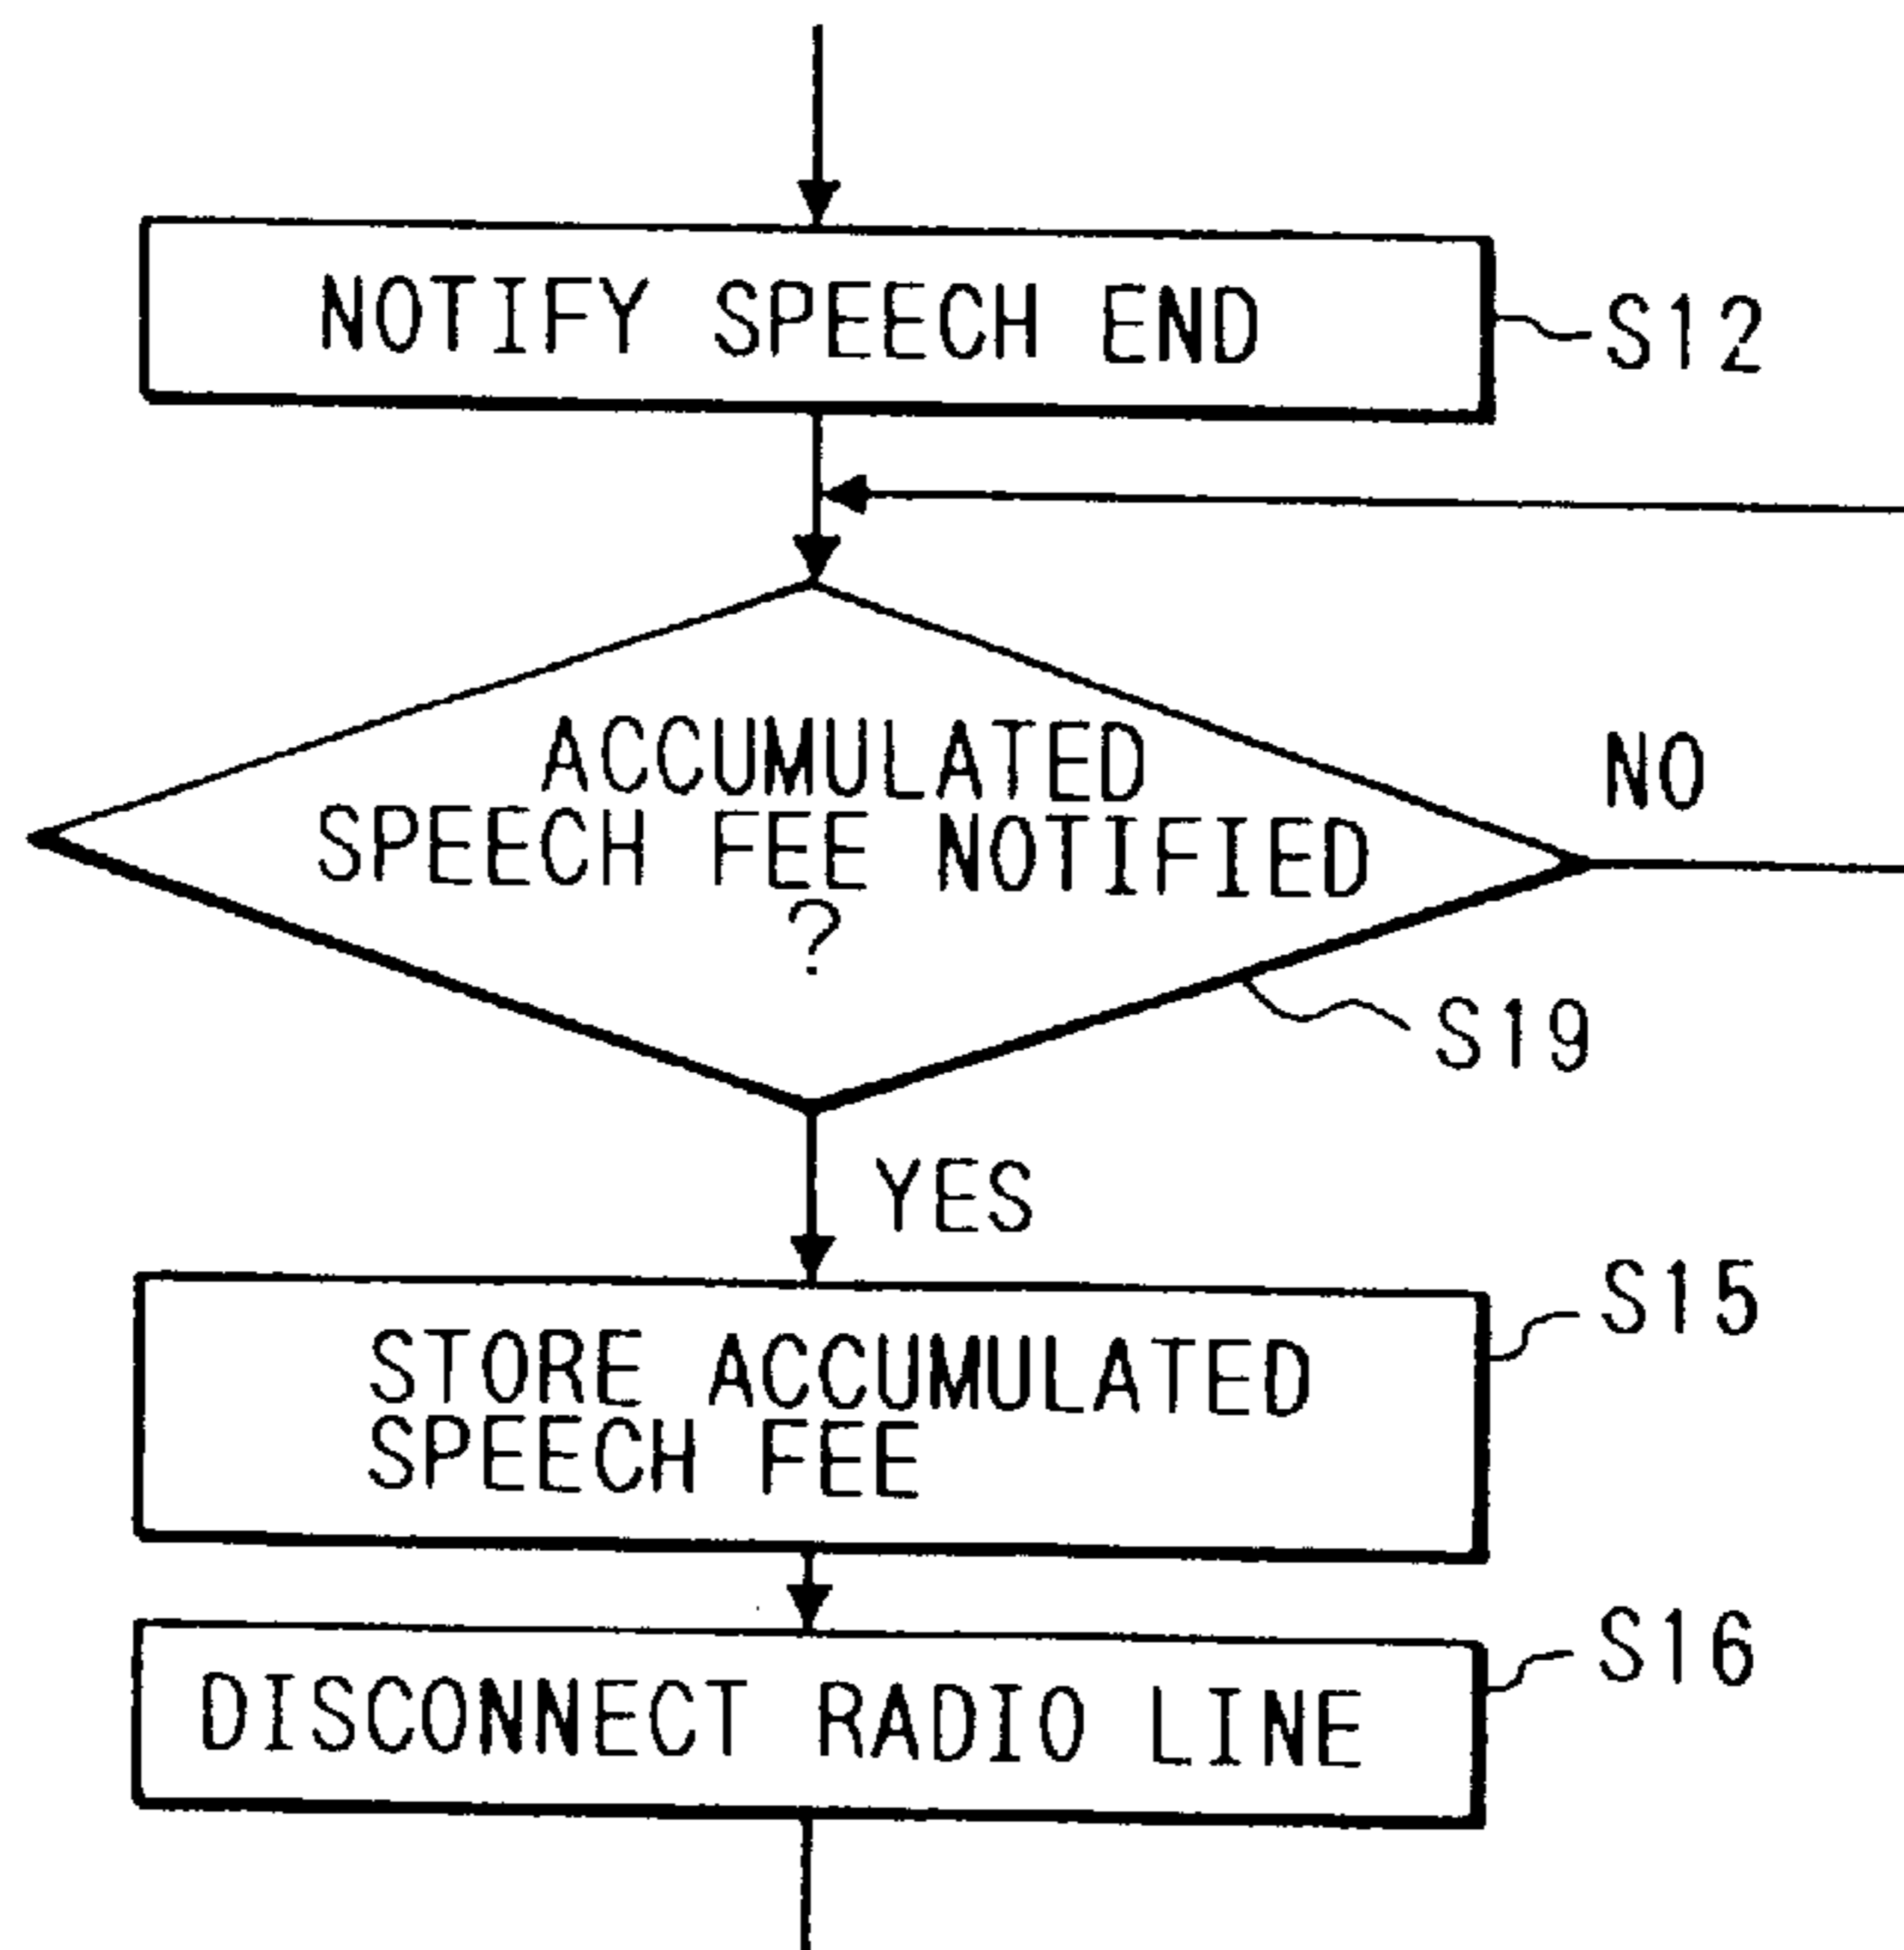 NOTIFY SPEECH END
S12
ACCUMULATED
SPEECH FEE NOTIFIED
?
NO
S19
YES
S15
STORE ACCUMULATED
SPEECH FEE
S16
DISCONNECT RADIO LINE